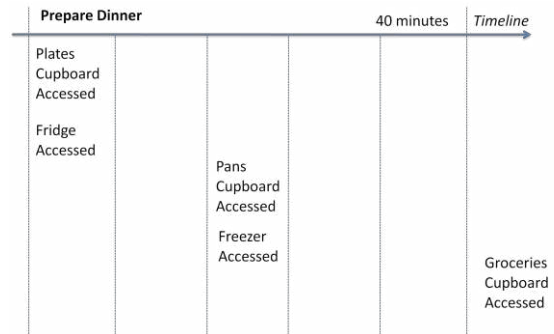 Prepare Dinner
40 minutes
Timeline
Plates
Cupboard
Accessed
Fridge
Accessed
Pans
Cupboard
Accessed
Freezer
Accessed
Groceries
Cupboard
Accessed